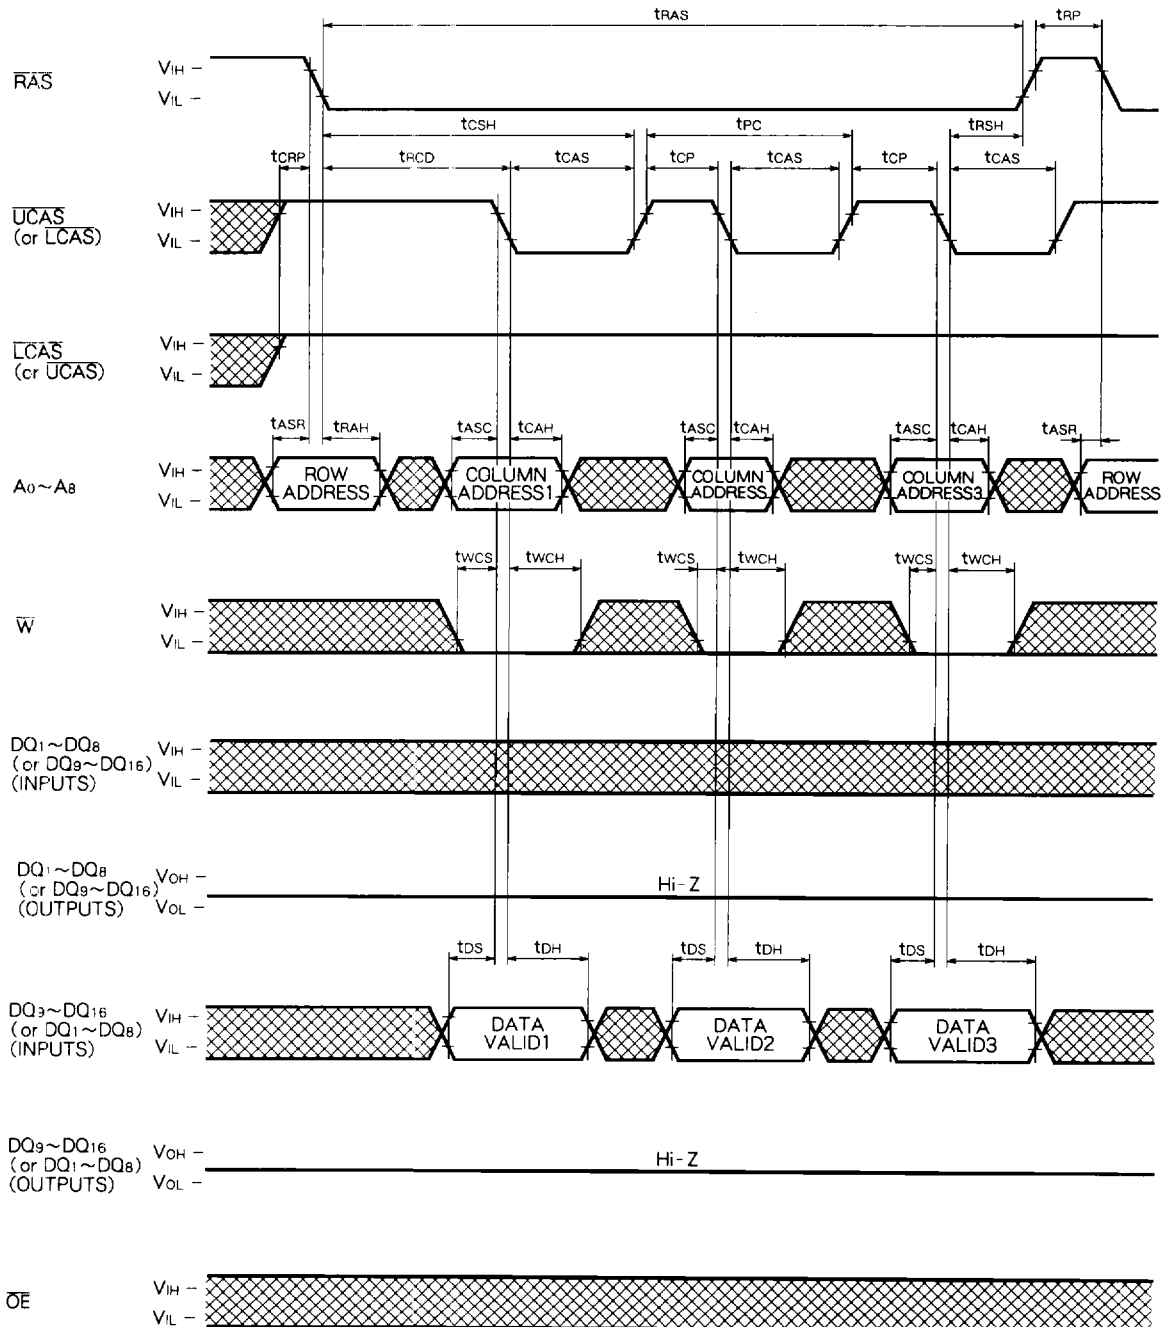 tRAS tRP
RAS VIH –
VIL –
tCSH tPC tRSH
tCRP tRCD tCAS tCP tCAS tCP tCAS
UCAS VIH –
(or LCAS) VIL –
LCAS VIH –
(or UCAS) VIL –
tASR tRAH tASC tCAH tASC tCAH tASC tCAH tASR
A0~A8 VIH –
VIL –
ROW ADDRESS
COLUMN ADDRESS1
COLUMN ADDRESS
COLUMN ADDRESS3
ROW ADDRESS
tWCS tWCH tWCS tWCH tWCS tWCH
W VIH –
VIL –
DQ1~DQ8
(or DQ9~DQ16) VIH –
(INPUTS) VIL –
DQ1~DQ8
(or DQ9~DQ16) VOH – Hi-Z
(OUTPUTS) VOL –
tDS tDH tDS tDH tDS tDH
DQ9~DQ16
(or DQ1~DQ8) VIH –
(INPUTS) VIL –
DATA VALID1
DATA VALID2
DATA VALID3
DQ9~DQ16
(or DQ1~DQ8) VOH – Hi-Z
(OUTPUTS) VOL –
OE VIH –
VIL –